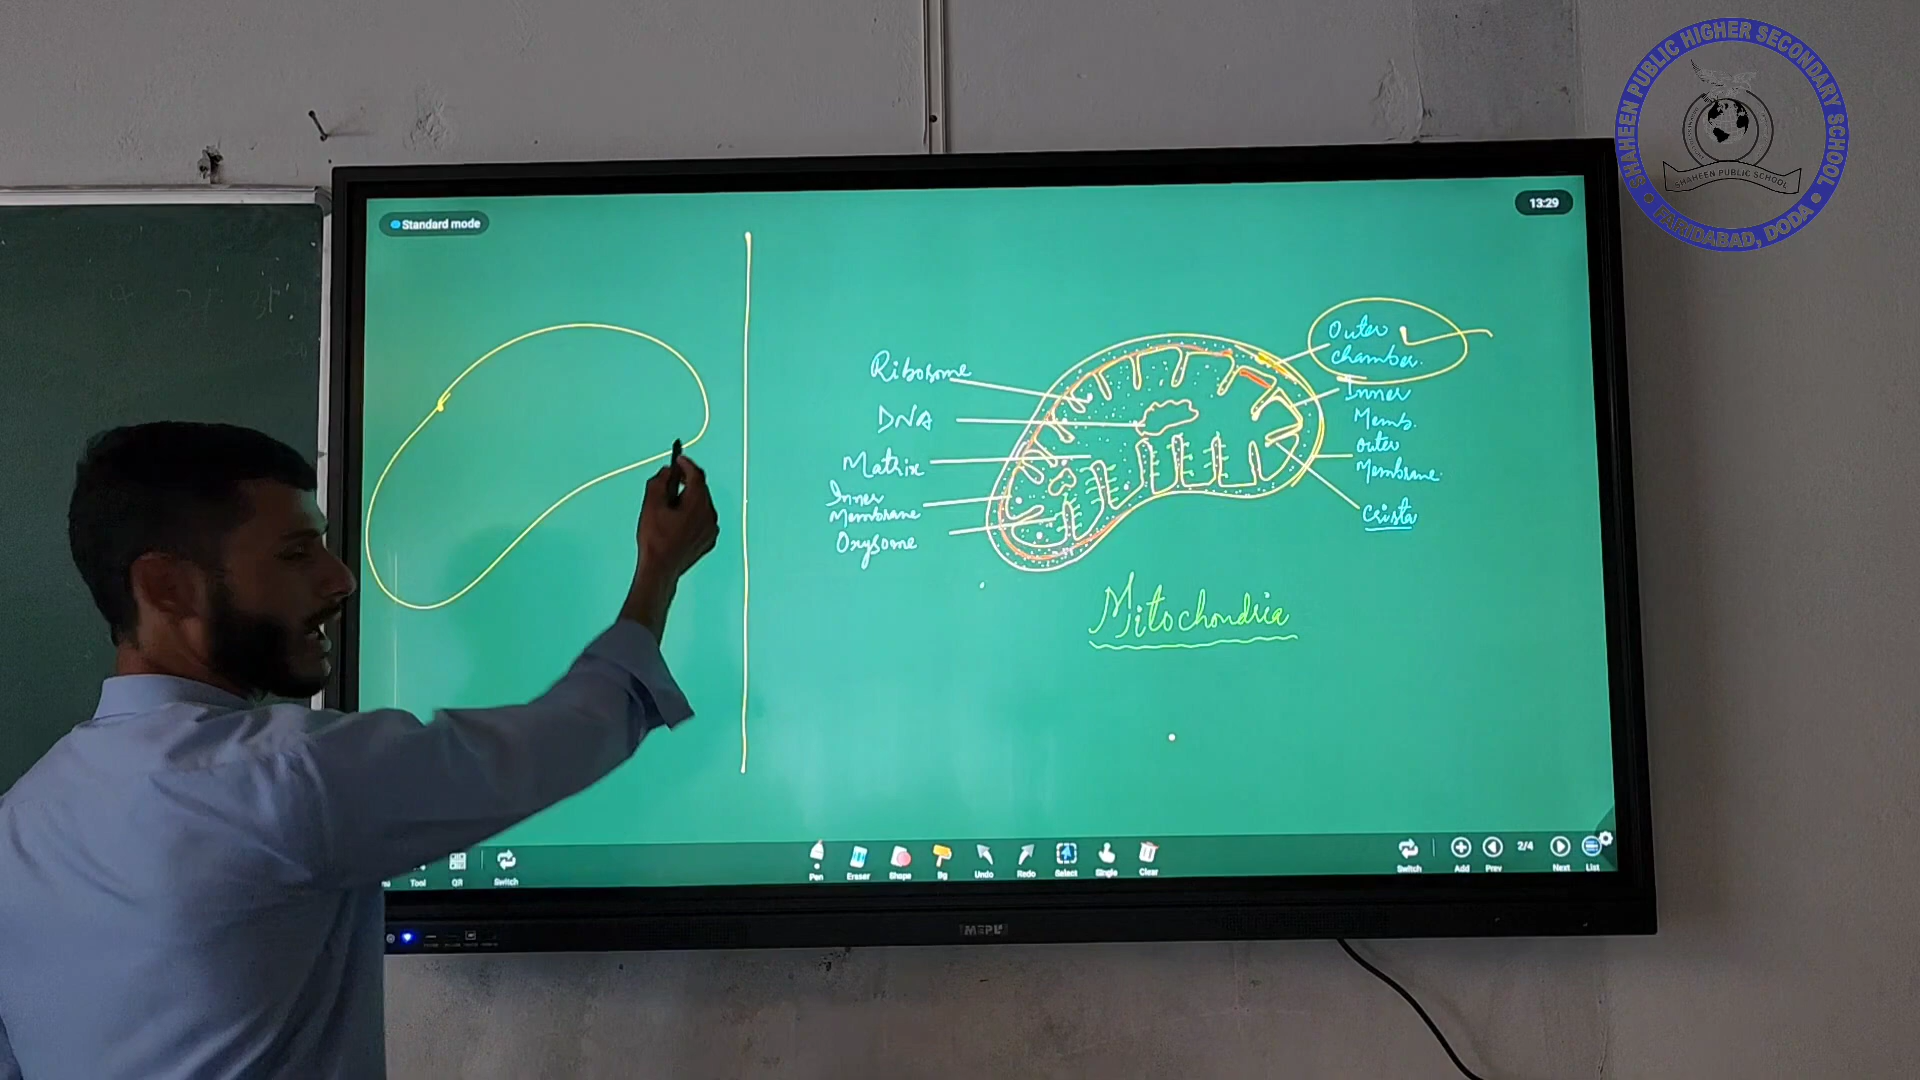 SHAHEEN PUBLIC HIGHER SECONDARY SCHOOL
SHAHEEN PUBLIC SCHOOL
FARIDABAD, DODA
Standard mode
13:29
Ribosome
DNA
Matrix
Inner
Membrane
Oxysome
Outer
chamber.
Inner
Memb.
Outer
Membrane.
Crista
Mitochondria
Tool
QR
Switch
Pen
Eraser
Shape
Bg
Undo
Redo
Select
Single
Clear
Switch
Add
Prev
2/4
Next
List